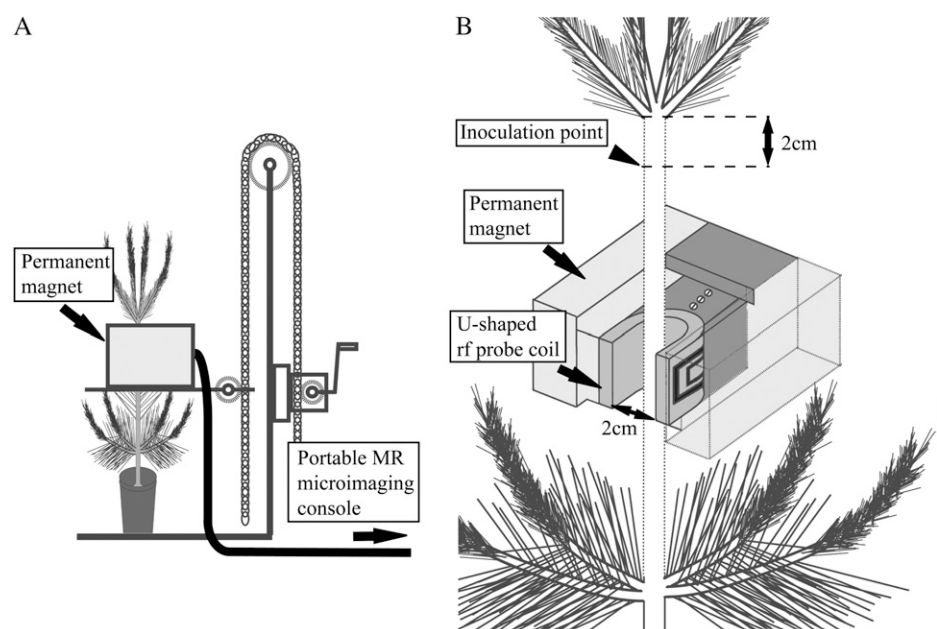 A
Permanent
magnet
Portable MR
microimaging
console
B
Inoculation point
2cm
Permanent
magnet
U-shaped
rf probe coil
2cm